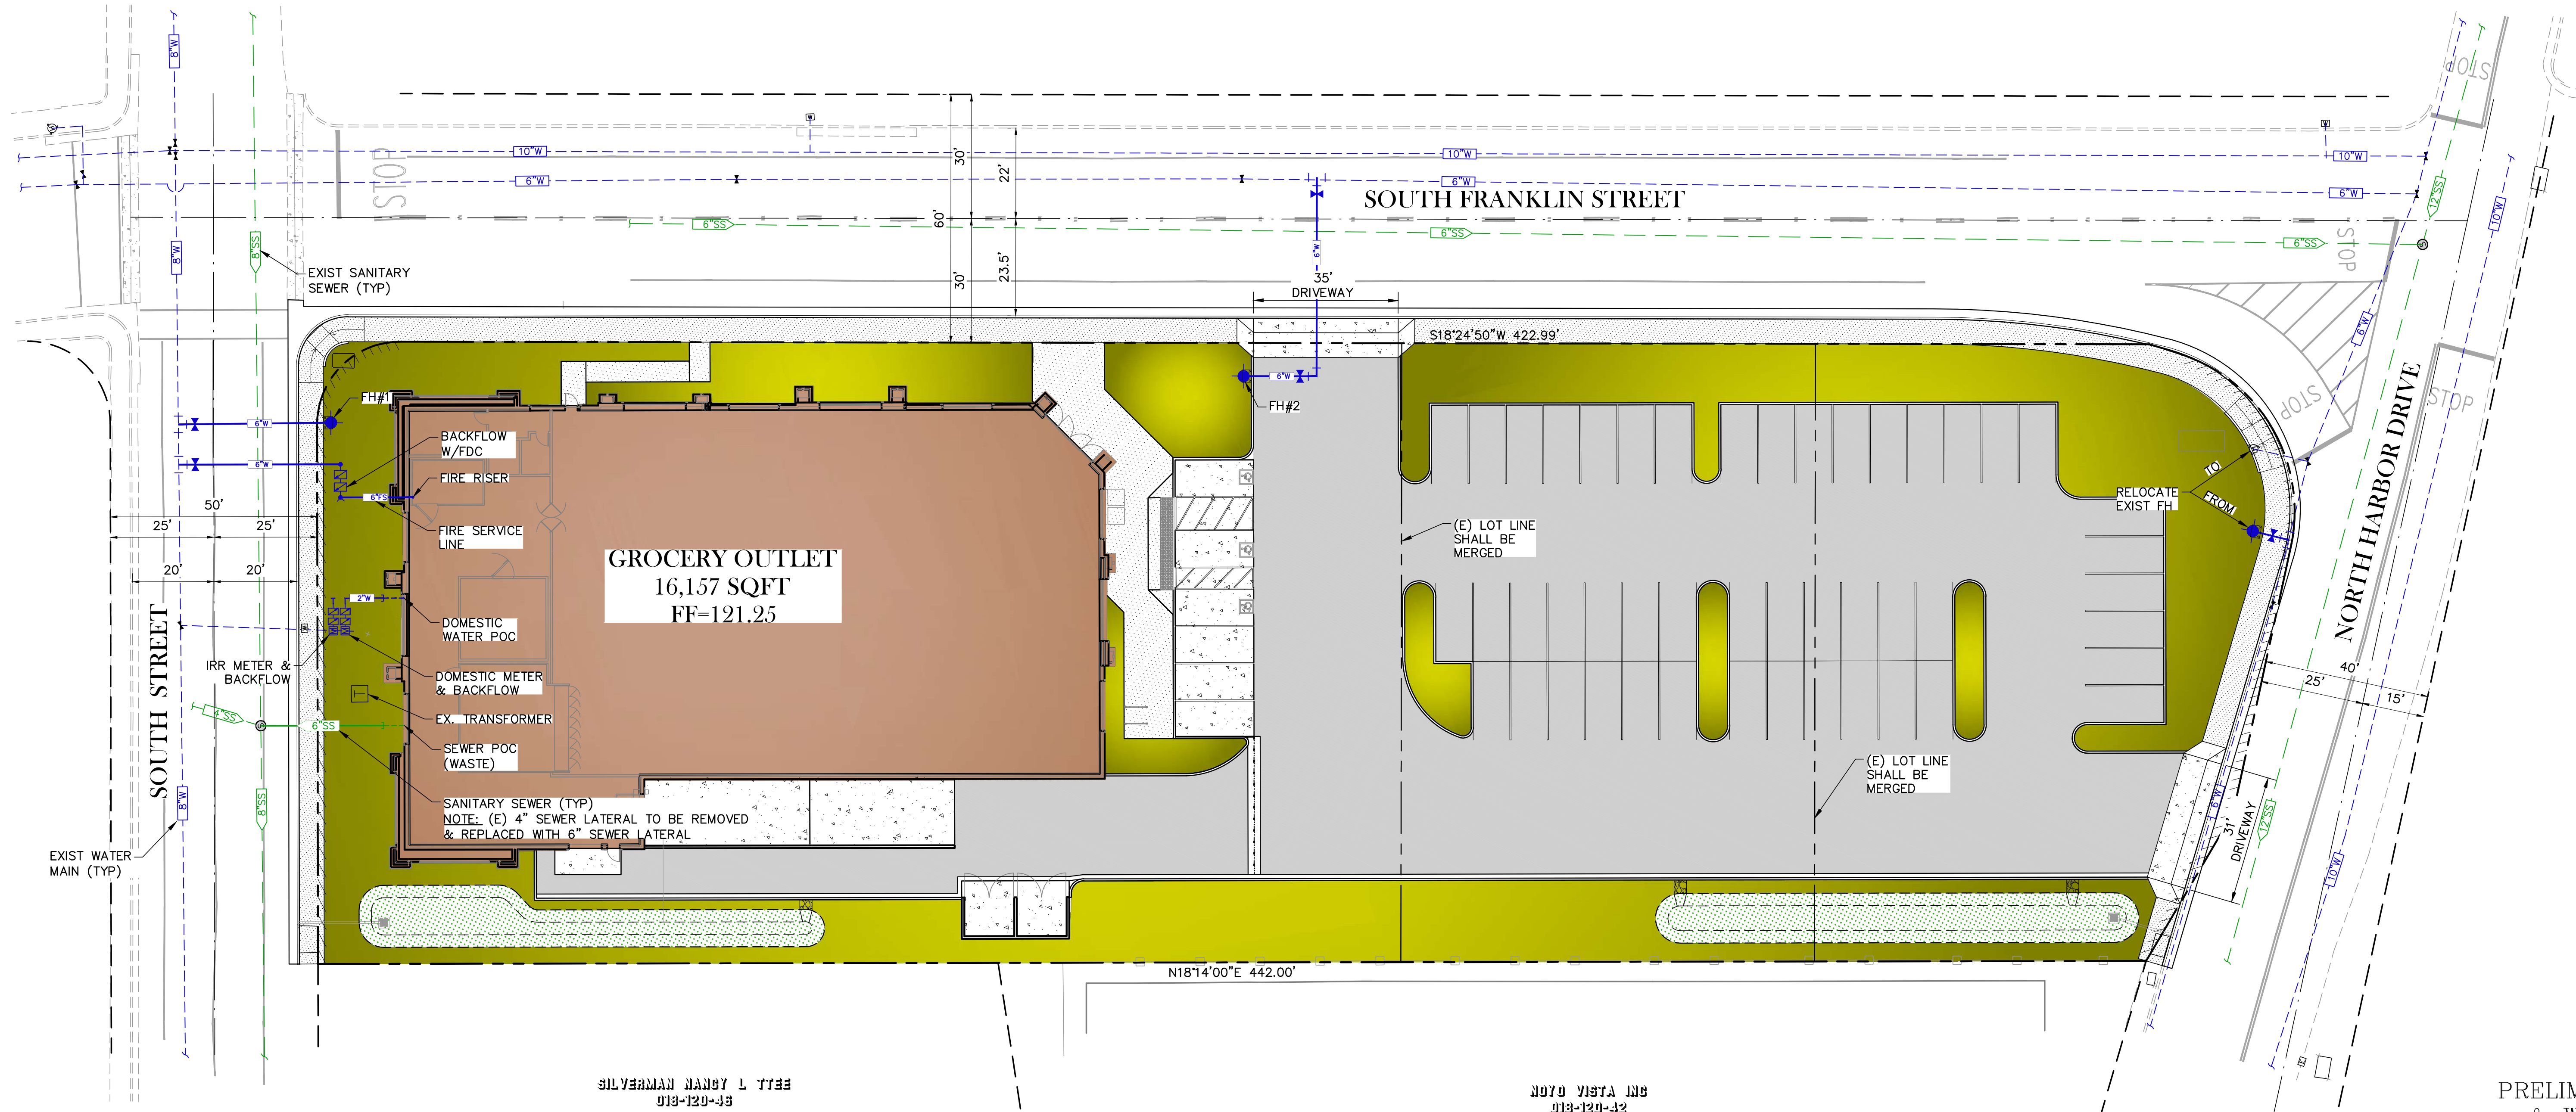 8"W
STOP
10"W
10"W
10"W
30'
22'
6"W
6"W
6"W
SOUTH FRANKLIN STREET
STOP
12"SS
10"W
60'
6"SS
6"SS
6"SS
STOP
8"W
8"SS
EXIST SANITARY
SEWER (TYP)
30'
23.5'
6"W
35'
DRIVEWAY
6"W
S18°24'50"W 422.99'
FH#1
6"W
6"W
FH#2
STOP
STOP
NORTH HARBOR DRIVE
BACKFLOW
W/FDC
6"W
FIRE RISER
6"FS
FIRE SERVICE
LINE
50'
25'
25'
20'
20'
TO
FROM
RELOCATE
EXIST FH
(E) LOT LINE
SHALL BE
MERGED
GROCERY OUTLET
16,157 SQFT
FF=121.25
2"W
DOMESTIC
WATER POC
IRR METER &
BACKFLOW
DOMESTIC METER
& BACKFLOW
T
EX. TRANSFORMER
SOUTH STREET
4"SS
6"SS
SEWER POC
(WASTE)
40'
25'
15'
(E) LOT LINE
SHALL BE
MERGED
SANITARY SEWER (TYP)
NOTE: (E) 4" SEWER LATERAL TO BE REMOVED
& REPLACED WITH 6" SEWER LATERAL
8"W
8"SS
6"W
31'
DRIVEWAY
12"SS
10"W
EXIST WATER
MAIN (TYP)
N18°14'00"E 442.00'
SILVERMAN NANCY L TTEE
018-120-46
NOYO VISTA INC
018-120-42